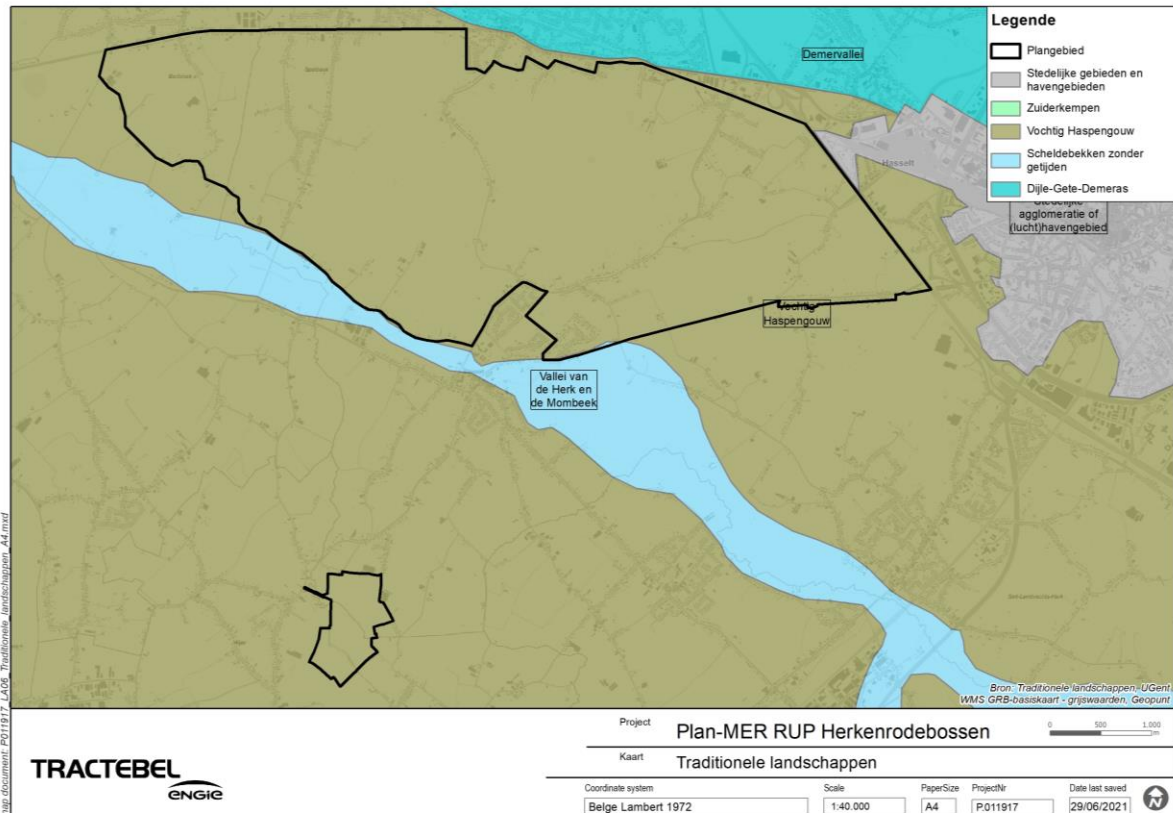 Legende
Plangebied
Stedelijke gebieden en
havengebieden
Zuiderkempen
Vochtig Haspengouw
Scheldebekken zonder
getijden
Dijle-Gete-Demeras
Demervallei
Hasselt
Stedelijke
agglomeratie of
(lucht)havengebied
Vochtig
Haspengouw
Vallei van
de Herk en
de Mombeek
Bron: Traditionele landschappen, UGent
WMS GRB-basiskaart - grijswaarden, Geopunt
map document: P011917_LA06_Traditionele_landschappen_A4.mxd
TRACTEBEL
ENGIE
Project Plan-MER RUP Herkenrodebossen
0 500 1.000
m
Kaart Traditionele landschappen
Coordinate system Scale PaperSize ProjectNr Date last saved
Belge Lambert 1972 1:40.000 A4 P.011917 29/06/2021
N